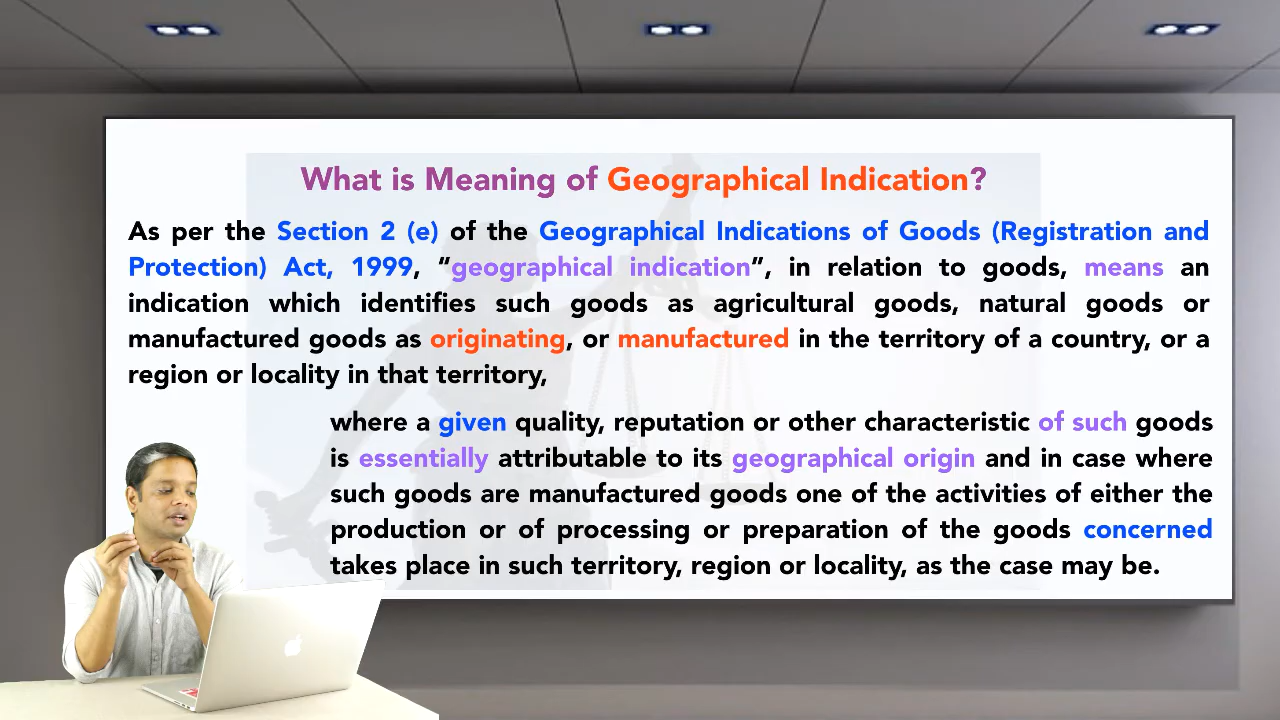 What is Meaning of Geographical Indication?
As per the Section 2 (e) of the Geographical Indications of Goods (Registration and
Protection) Act, 1999, “geographical indication”, in relation to goods, means an
indication which identifies such goods as agricultural goods, natural goods or
manufactured goods as originating, or manufactured in the territory of a country, or a
region or locality in that territory,
where a given quality, reputation or other characteristic of such goods
is essentially attributable to its geographical origin and in case where
such goods are manufactured goods one of the activities of either the
production or of processing or preparation of the goods concerned
takes place in such territory, region or locality, as the case may be.